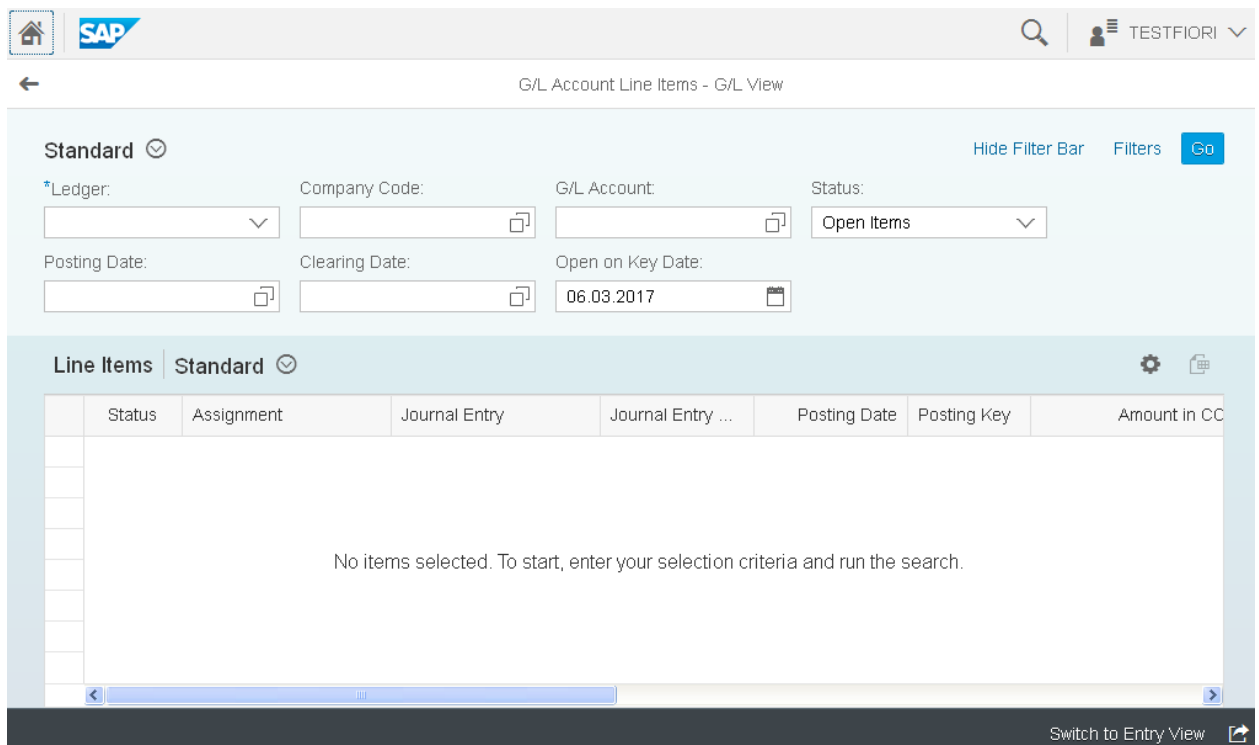 SAP TESTFIORI
G/L Account Line Items - G/L View
Standard Hide Filter Bar Filters Go
*Ledger: Company Code: G/L Account: Status:
Open Items
Posting Date: Clearing Date: Open on Key Date:
06.03.2017
Line Items Standard
Status Assignment Journal Entry Journal Entry ... Posting Date Posting Key Amount in CC
No items selected. To start, enter your selection criteria and run the search.
Switch to Entry View